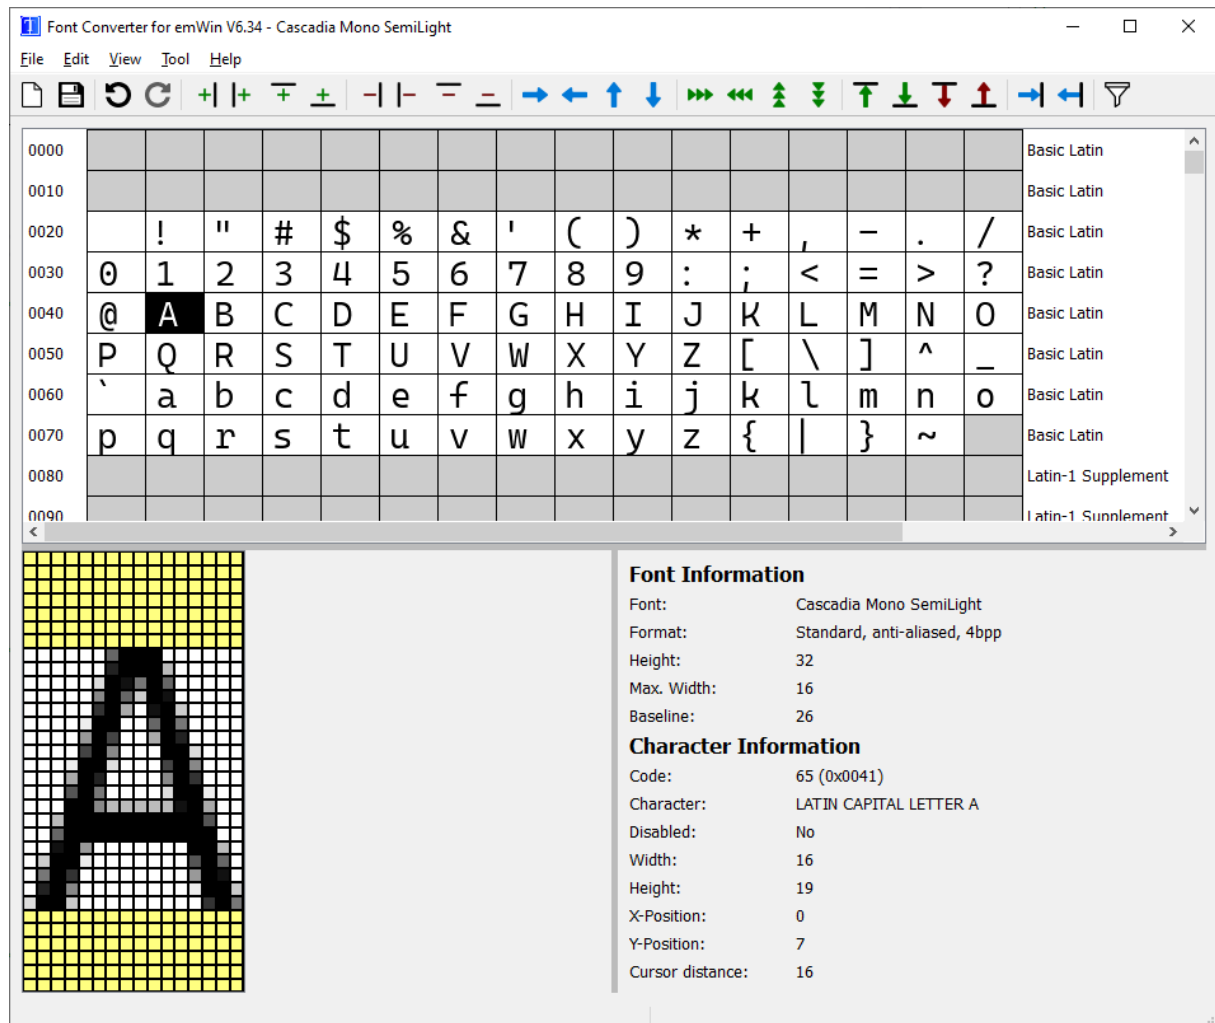 Font Converter for emWin V6.34 - Cascadia Mono SemiLight
File Edit View Tool Help
0000 Basic Latin
0010 Basic Latin
0020 ! " # $ % & ' ( ) * + , - . / Basic Latin
0030 0 1 2 3 4 5 6 7 8 9 : ; < = > ? Basic Latin
0040 @ A B C D E F G H I J K L M N O Basic Latin
0050 P Q R S T U V W X Y Z [ \ ] ^ _ Basic Latin
0060 ` a b c d e f g h i j k l m n o Basic Latin
0070 p q r s t u v w x y z { | } ~ Basic Latin
0080 Latin-1 Supplement
0090 Latin-1 Supplement
A
Font Information
Font: Cascadia Mono SemiLight
Format: Standard, anti-aliased, 4bpp
Height: 32
Max. Width: 16
Baseline: 26
Character Information
Code: 65 (0x0041)
Character: LATIN CAPITAL LETTER A
Disabled: No
Width: 16
Height: 19
X-Position: 0
Y-Position: 7
Cursor distance: 16